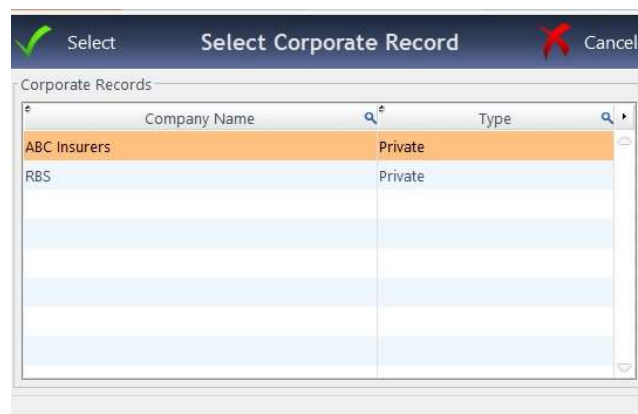 Select Select Corporate Record Cancel
Corporate Records
Company Name Type
ABC Insurers Private
RBS Private